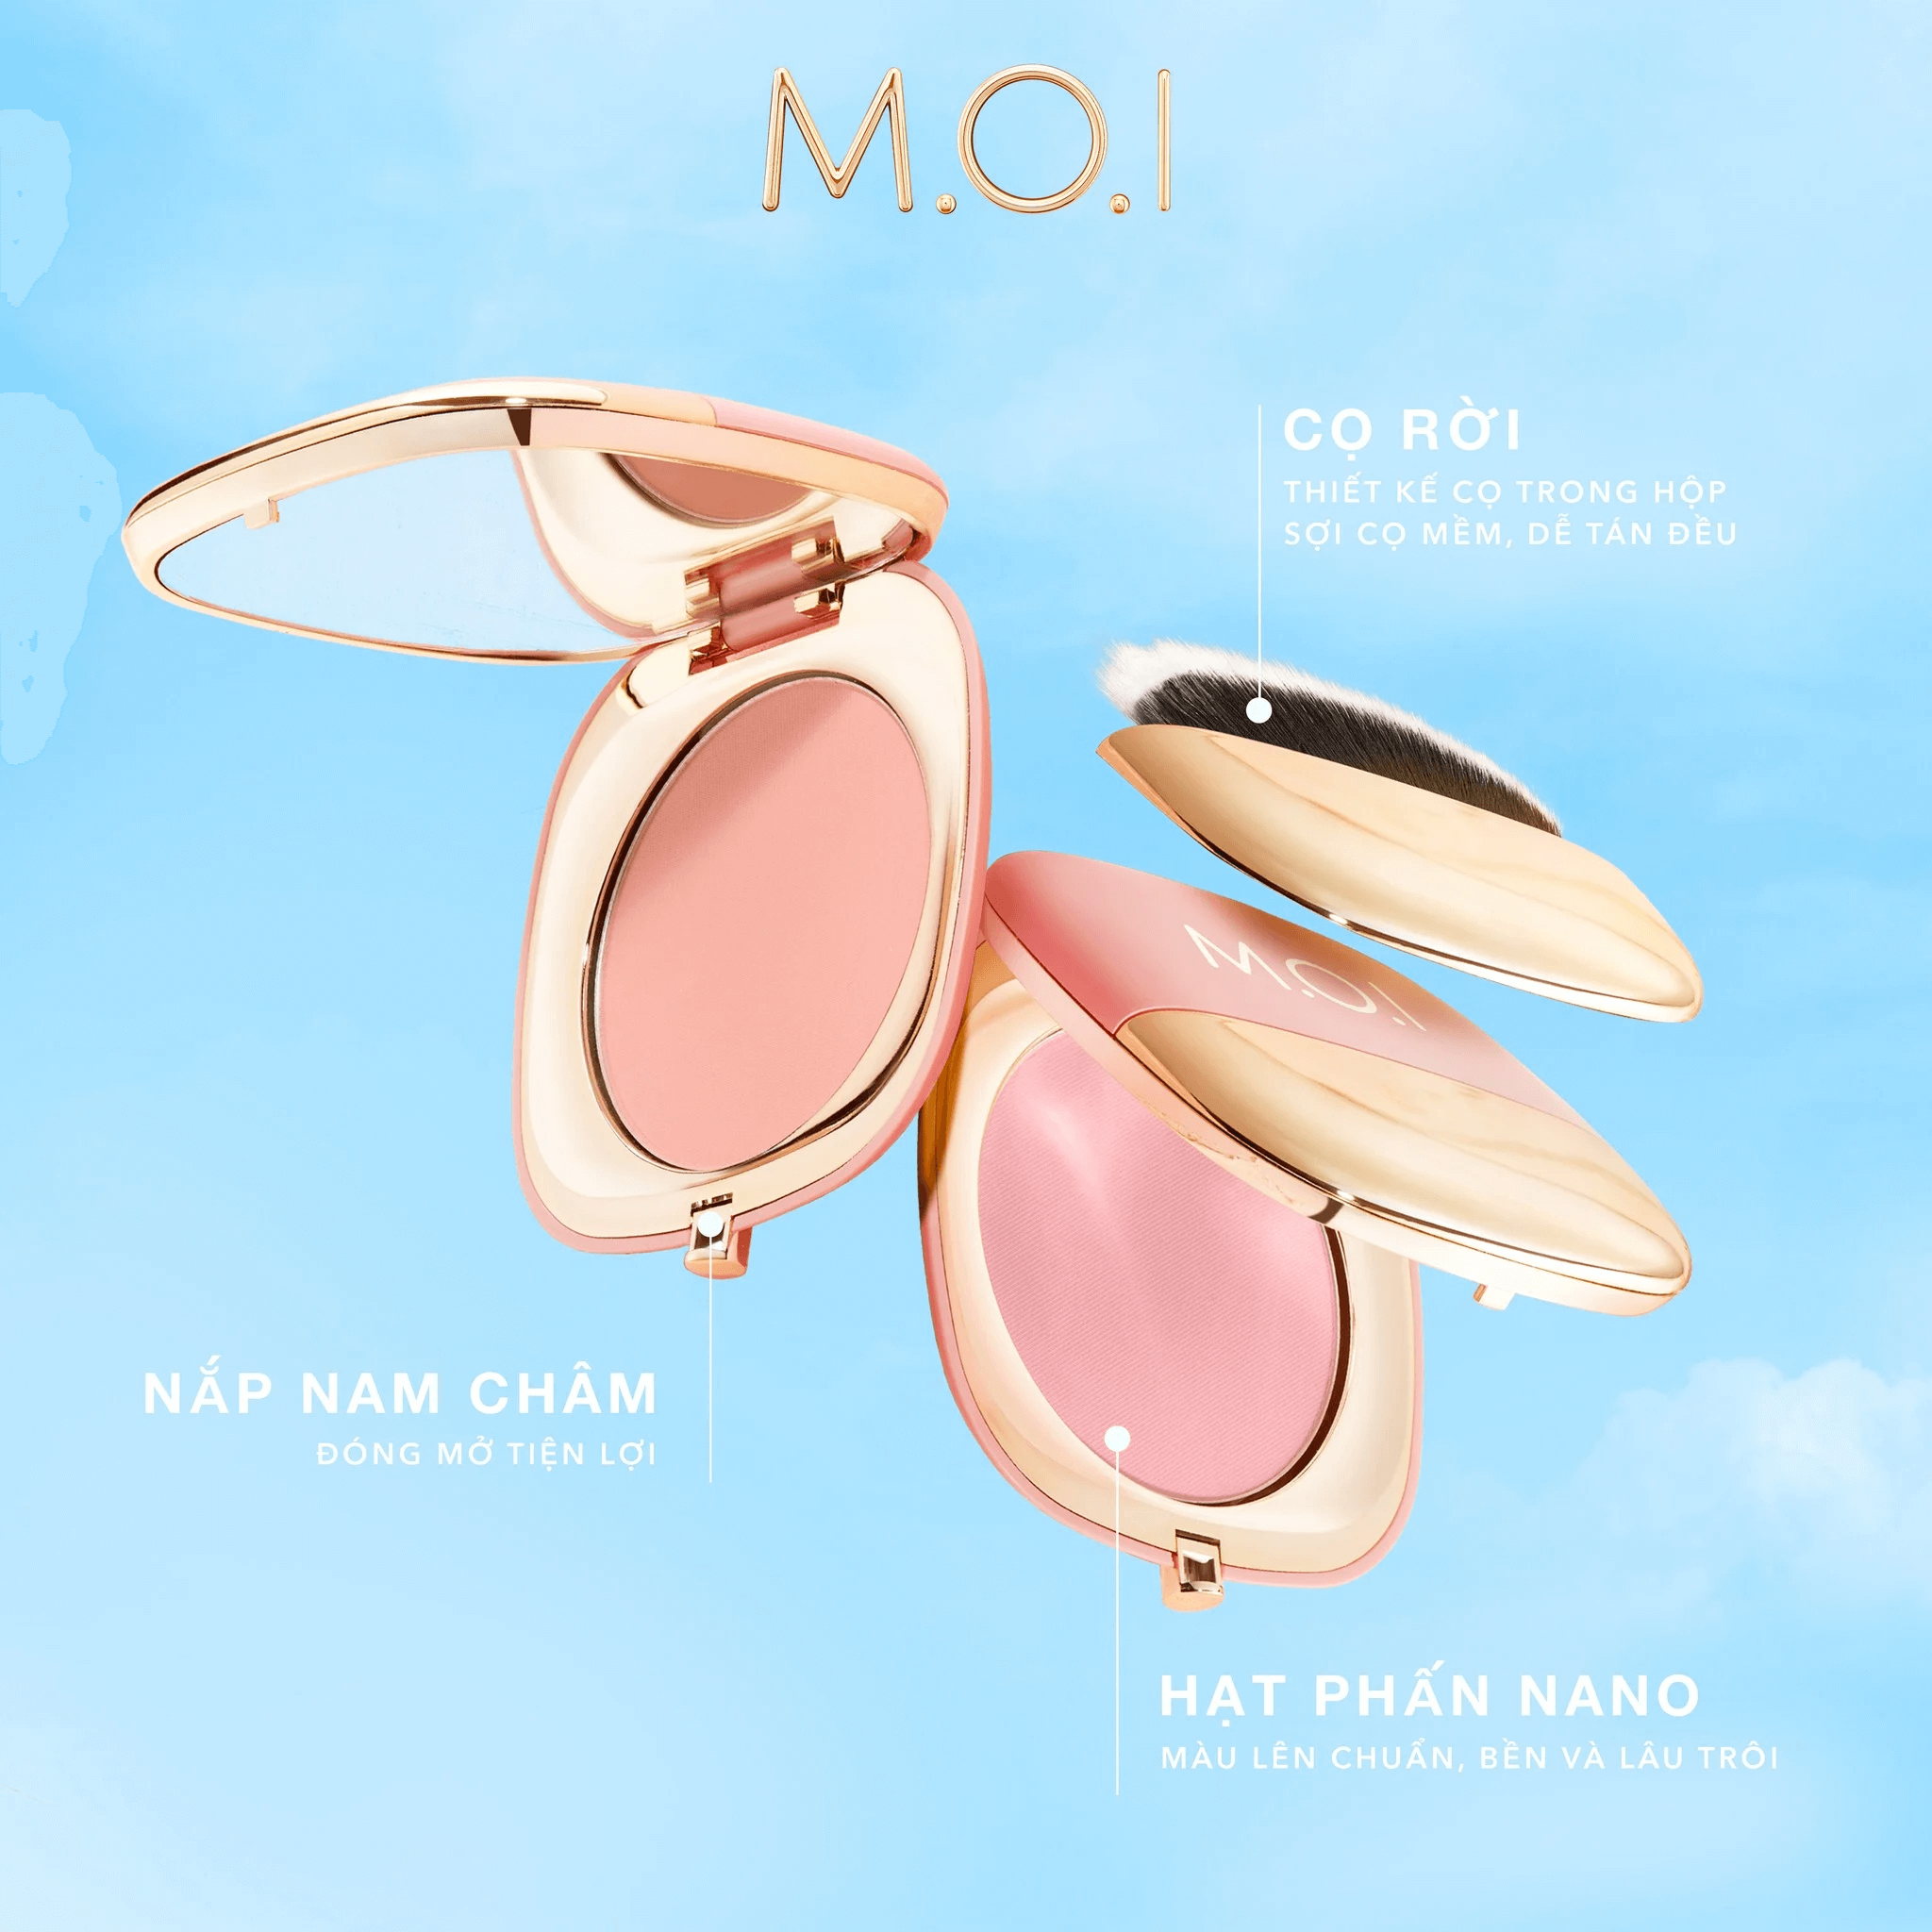 M.O.I
CỌ RỜI
THIẾT KẾ CỌ TRONG HỘP
SỢI CỌ MỀM, DỄ TÁN ĐỀU
M.O.I
NẮP NAM CHÂM
ĐÓNG MỞ TIỆN LỢI
HẠT PHẤN NANO
MÀU LÊN CHUẨN, BỀN VÀ LÂU TRÔI